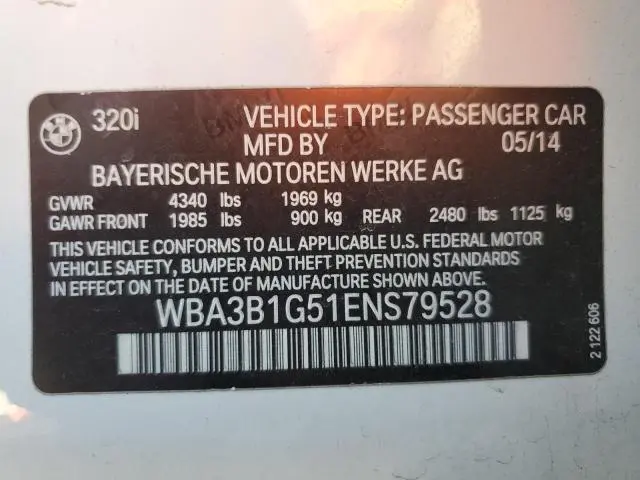 320i VEHICLE TYPE: PASSENGER CAR
MFD BY 05/14
BAYERISCHE MOTOREN WERKE AG
GVWR 4340 lbs 1969 kg
GAWR FRONT 1985 lbs 900 kg REAR 2480 lbs 1125 kg
THIS VEHICLE CONFORMS TO ALL APPLICABLE U.S. FEDERAL MOTOR
VEHICLE SAFETY, BUMPER AND THEFT PREVENTION STANDARDS IN
EFFECT ON THE DATE OF MANUFACTURE SHOWN ABOVE.
WBA3B1G51ENS79528
2 122 606